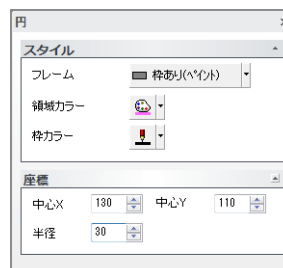 円
スタイル
フレーム 枠あり(ペイント)
領域カラー
枠カラー
座標
中心X 130 中心Y 110
半径 30